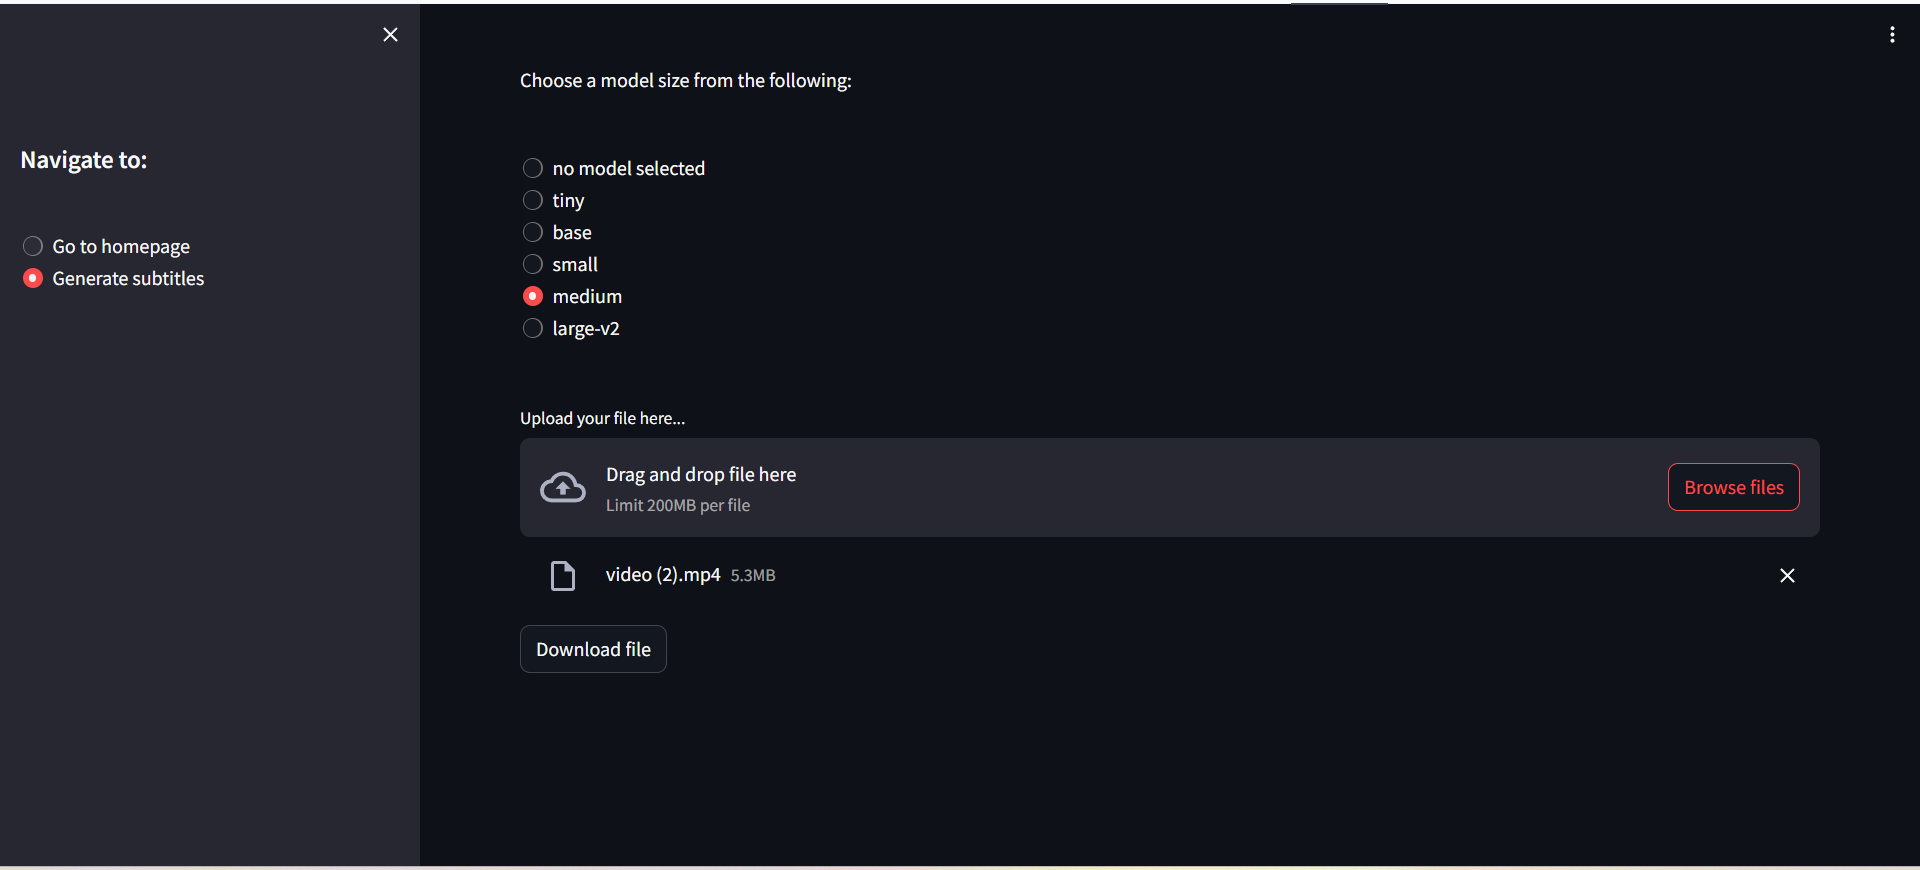 Navigate to:
Go to homepage
Generate subtitles
Choose a model size from the following:
no model selected
tiny
base
small
medium
large-v2
Upload your file here...
Drag and drop file here
Limit 200MB per file
Browse files
video (2).mp4 5.3MB
Download file